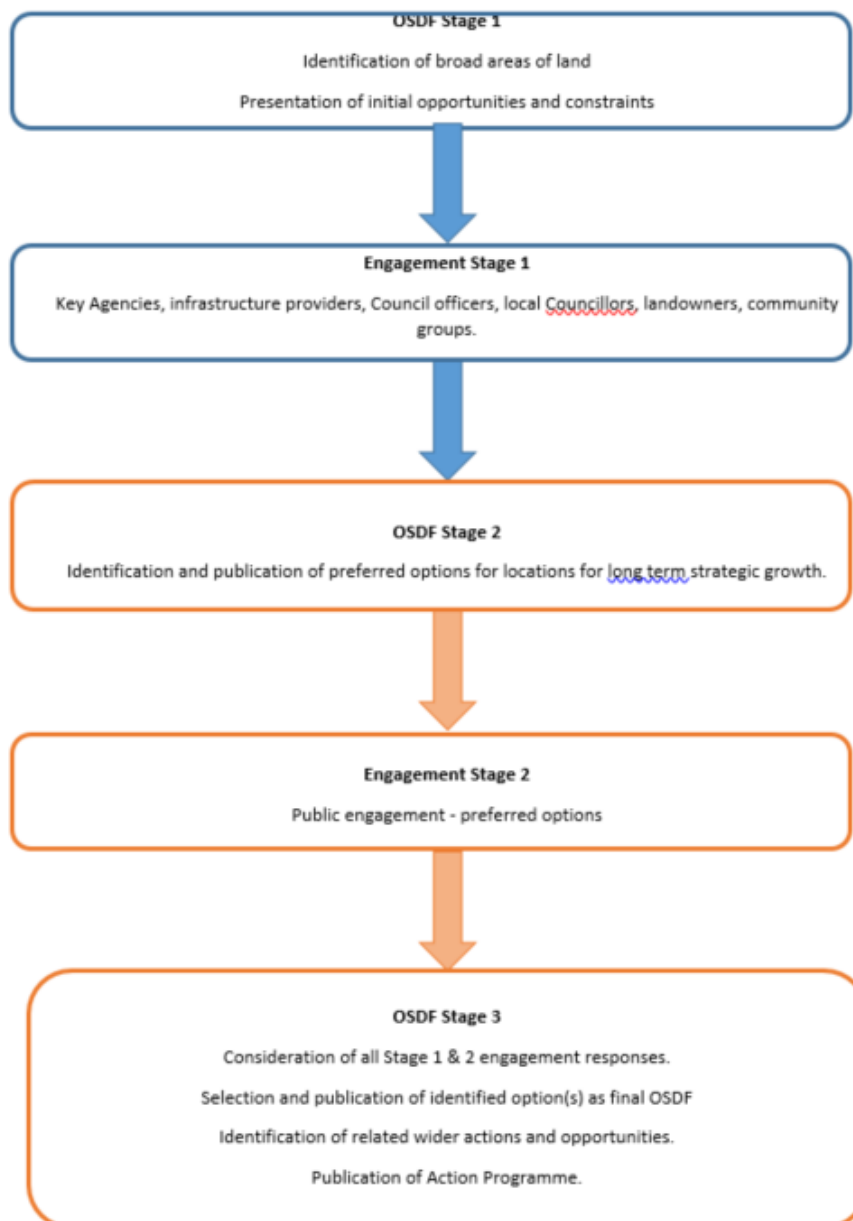 OSDF Stage 1
Identification of broad areas of land
Presentation of initial opportunities and constraints
Engagement Stage 1
Key Agencies, infrastructure providers, Council officers, local Councillors, landowners, community
groups.
OSDF Stage 2
Identification and publication of preferred options for locations for long term strategic growth.
Engagement Stage 2
Public engagement - preferred options
OSDF Stage 3
Consideration of all Stage 1 & 2 engagement responses.
Selection and publication of identified option(s) as final OSDF
Identification of related wider actions and opportunities.
Publication of Action Programme.